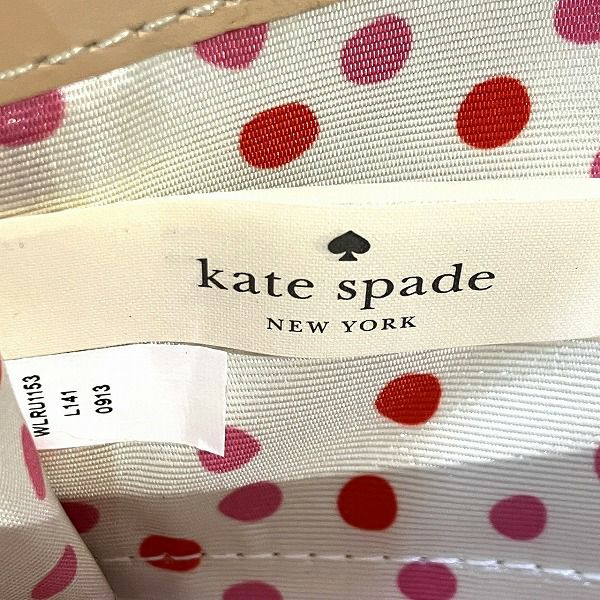 kate spade
NEW YORK
WLRU1153
L141
0913